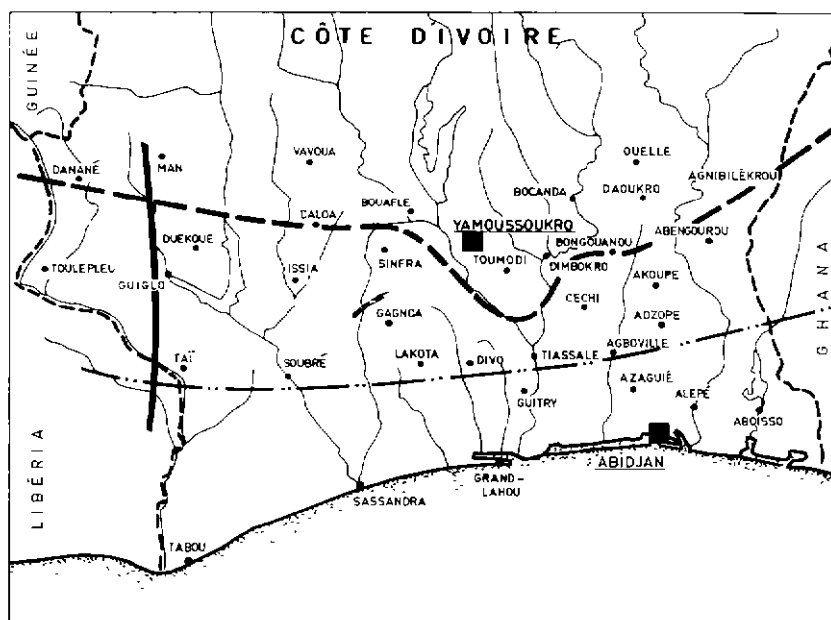 CÔTE DIVOIRE
GUINÉE
VAVOUA
OUELLE
MAN
DANANÉ
AGNIBILÉKROU
BOCANDA
DAOUKRO
BOUAFLE
DALOA
YAMOUSSOUKRO
ABENGOUROU
DUEKOUÉ
BONGOUANOU
SINFRA
TOULEPLEU
TOUMODI
DIMBOKRO
GUIGLO
ISSIA
AKOUPE
CECHI
GHANA
GAGNOA
ADZOPE
AGBOVILLE
TAÏ
SOUBRÉ
LAKOTA
DIVO
TIASSALE
GUITRY
AZAGUIÉ
ALEPÉ
ABOISSO
LIBÉRIA
ABIDJAN
GRAND-
LAHOU
SASSANDRA
TABOU